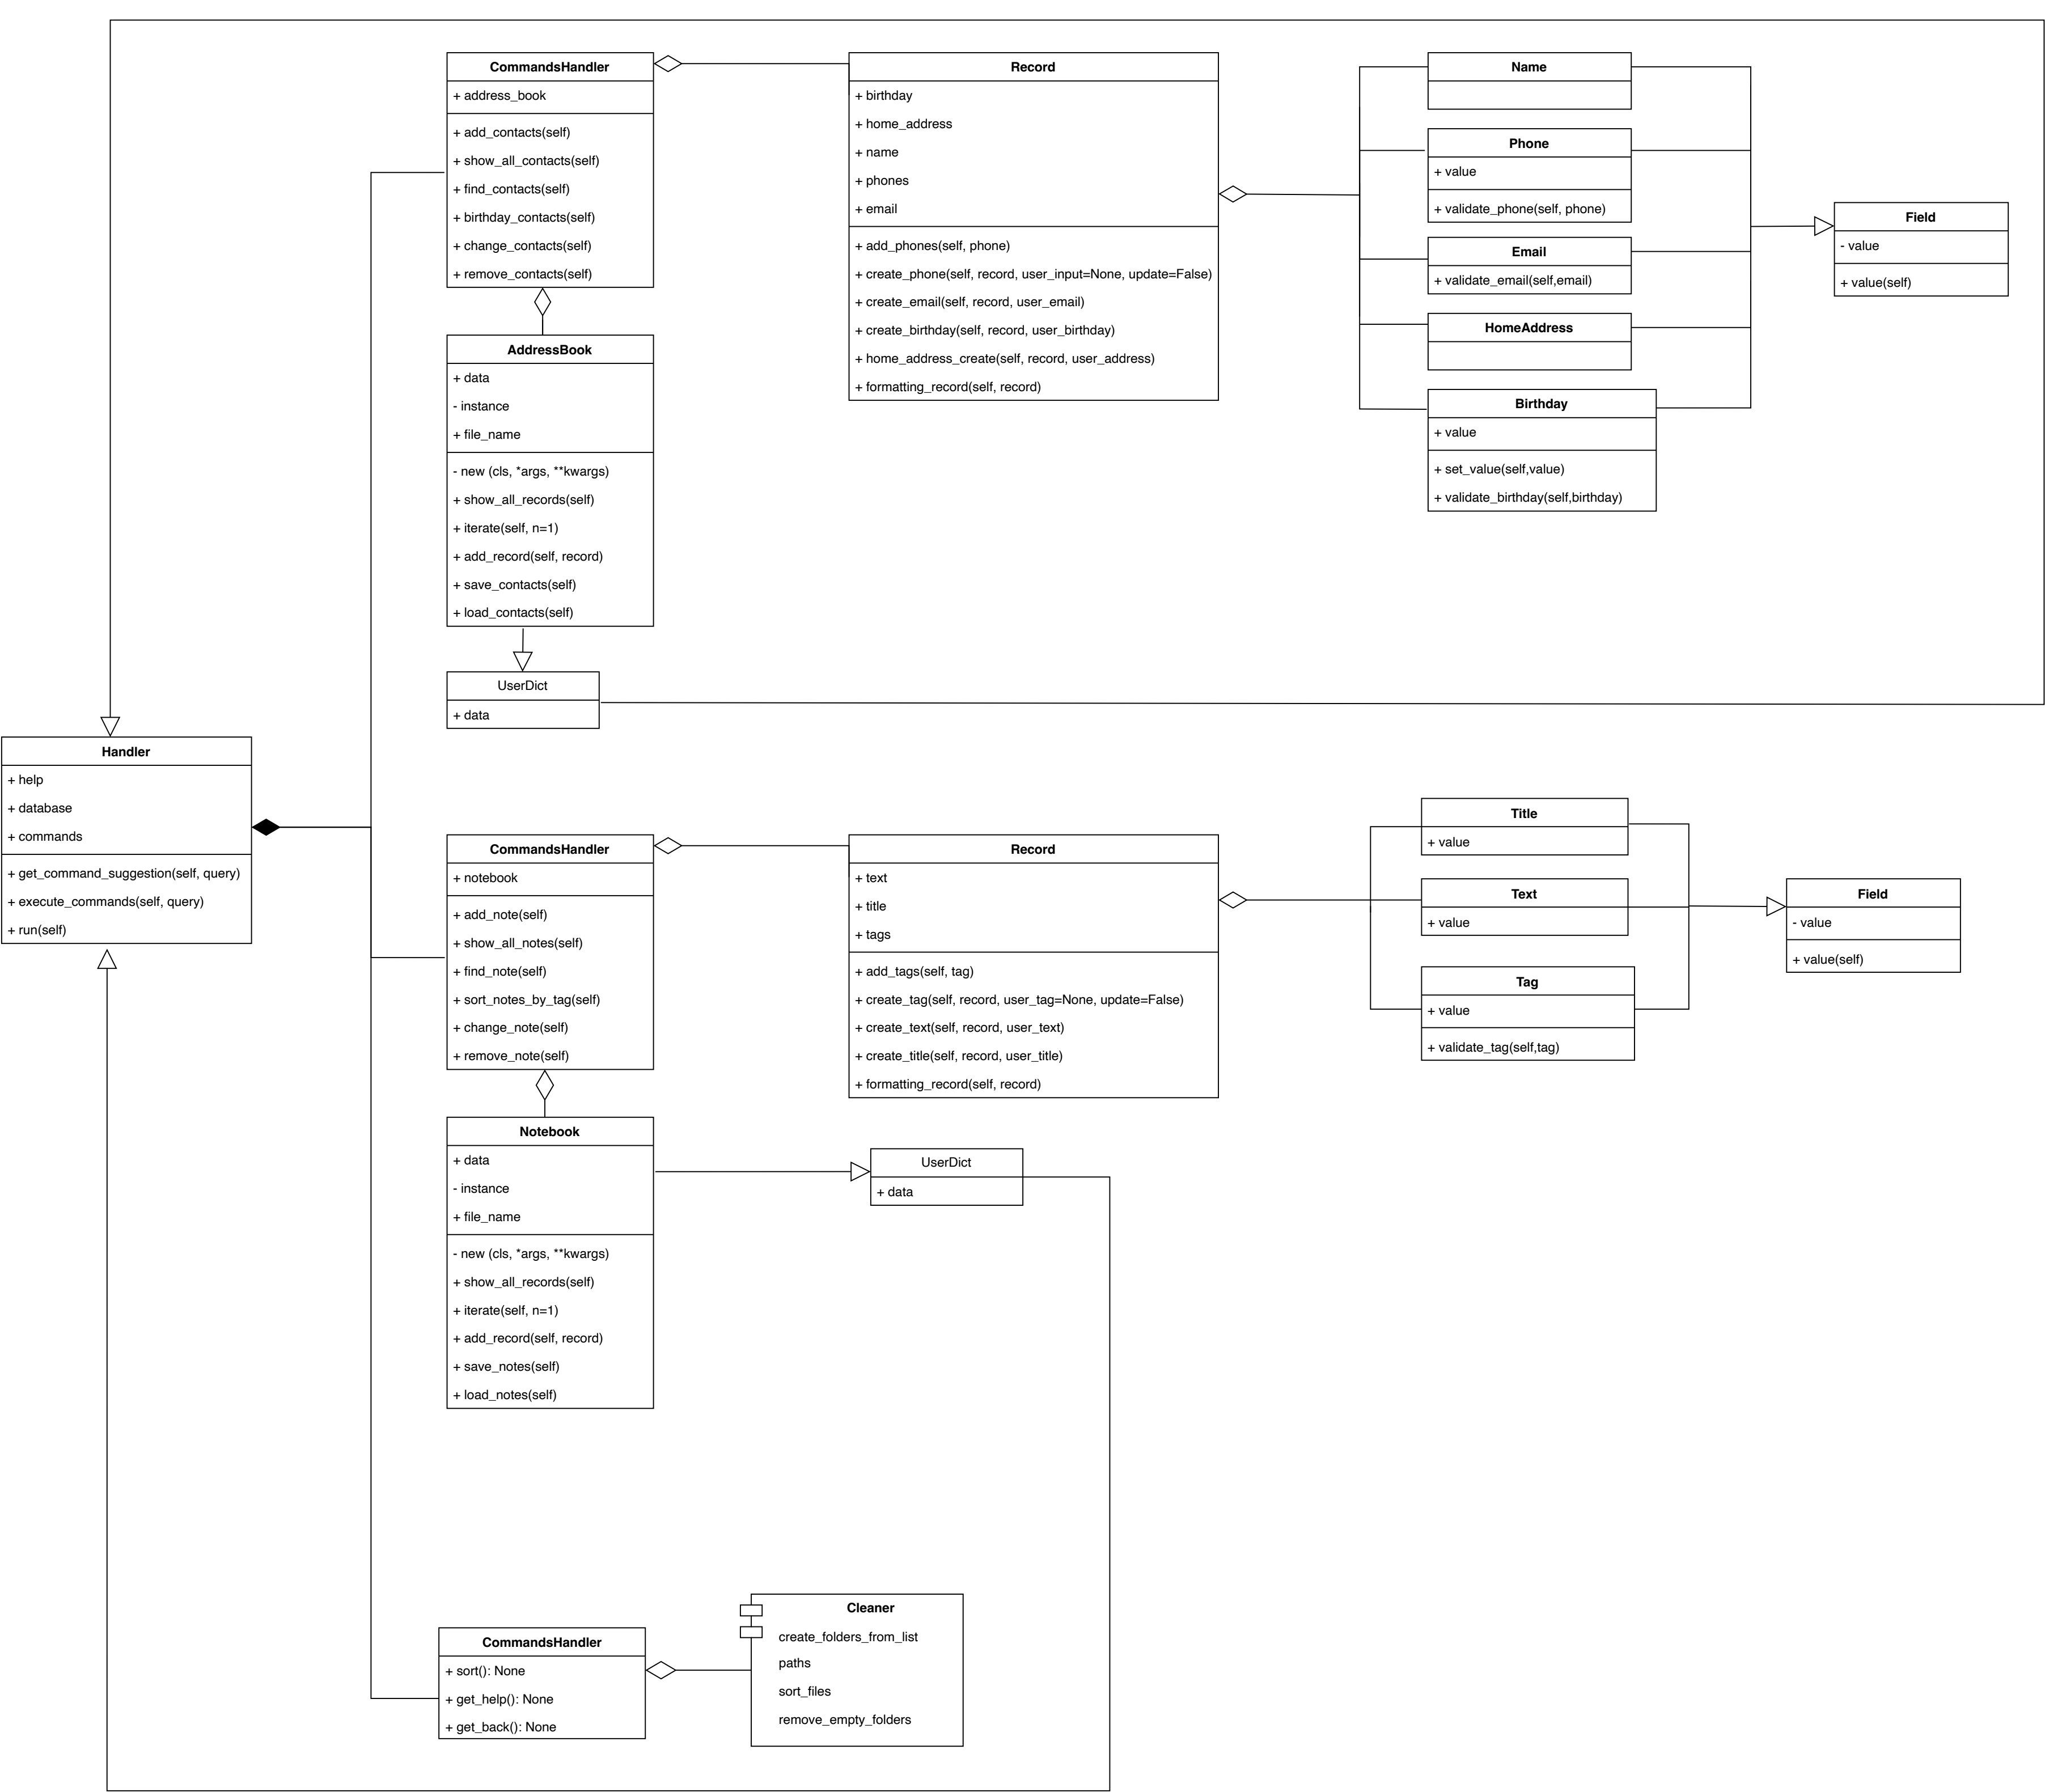 CommandsHandler
+ address_book
+ add_contacts(self)
+ show_all_contacts(self)
+ find_contacts(self)
+ birthday_contacts(self)
+ change_contacts(self)
+ remove_contacts(self)
Record
+ birthday
+ home_address
+ name
+ phones
+ email
+ add_phones(self, phone)
+ create_phone(self, record, user_input=None, update=False)
+ create_email(self, record, user_email)
+ create_birthday(self, record, user_birthday)
+ home_address_create(self, record, user_address)
+ formatting_record(self, record)
Name
Phone
+ value
+ validate_phone(self, phone)
Email
+ validate_email(self,email)
HomeAddress
Birthday
+ value
+ set_value(self,value)
+ validate_birthday(self,birthday)
Field
- value
+ value(self)
AddressBook
+ data
- instance
+ file_name
- new (cls, *args, **kwargs)
+ show_all_records(self)
+ iterate(self, n=1)
+ add_record(self, record)
+ save_contacts(self)
+ load_contacts(self)
UserDict
+ data
Handler
+ help
+ database
+ commands
+ get_command_suggestion(self, query)
+ execute_commands(self, query)
+ run(self)
CommandsHandler
+ notebook
+ add_note(self)
+ show_all_notes(self)
+ find_note(self)
+ sort_notes_by_tag(self)
+ change_note(self)
+ remove_note(self)
Record
+ text
+ title
+ tags
+ add_tags(self, tag)
+ create_tag(self, record, user_tag=None, update=False)
+ create_text(self, record, user_text)
+ create_title(self, record, user_title)
+ formatting_record(self, record)
Title
+ value
Text
+ value
Tag
+ value
+ validate_tag(self,tag)
Field
- value
+ value(self)
Notebook
+ data
- instance
+ file_name
- new (cls, *args, **kwargs)
+ show_all_records(self)
+ iterate(self, n=1)
+ add_record(self, record)
+ save_notes(self)
+ load_notes(self)
UserDict
+ data
CommandsHandler
+ sort(): None
+ get_help(): None
+ get_back(): None
Cleaner
create_folders_from_list
paths
sort_files
remove_empty_folders